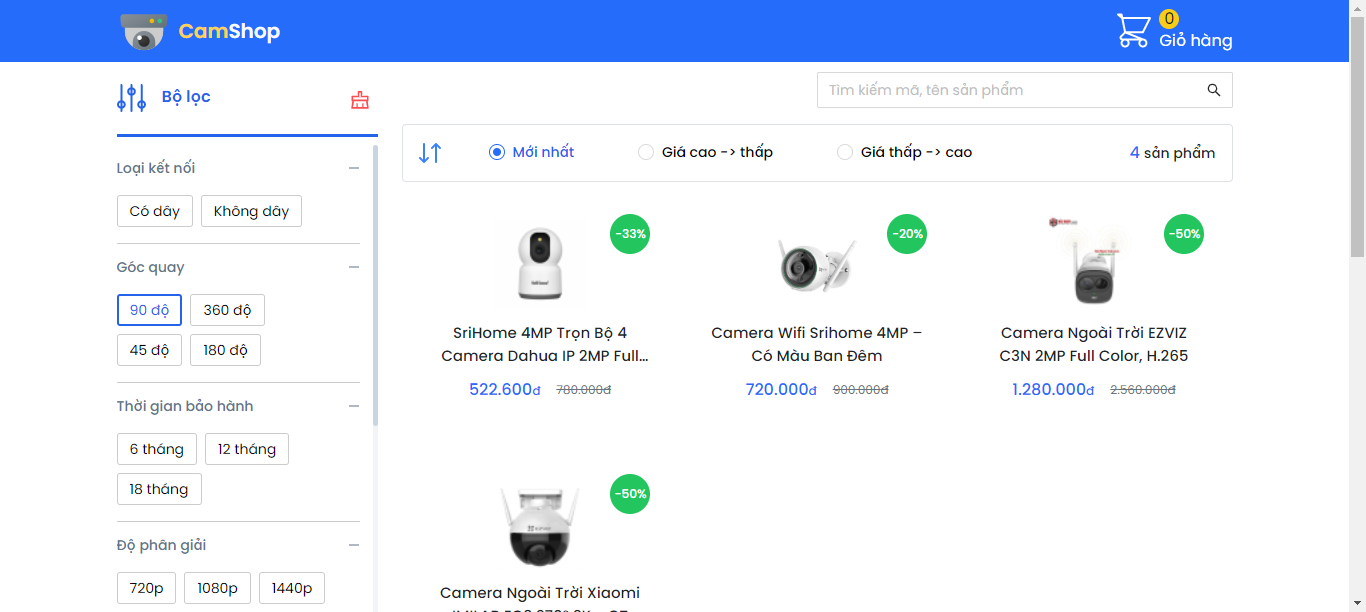 CamShop
0
Giỏ hàng
Bộ lọc
Tìm kiếm mã, tên sản phẩm
Mới nhất
Giá cao -> thấp
Giá thấp -> cao
4 sản phẩm
Loại kết nối
Có dây
Không dây
Góc quay
90 độ
360 độ
45 độ
180 độ
Thời gian bảo hành
6 tháng
12 tháng
18 tháng
Độ phân giải
720p
1080p
1440p
-33%
SriHome 4MP Trọn Bộ 4
Camera Dahua IP 2MP Full...
522.600đ
780.000đ
-20%
Camera Wifi Srihome 4MP –
Có Màu Ban Đêm
720.000đ
900.000đ
-50%
Camera Ngoài Trời EZVIZ
C3N 2MP Full Color, H.265
1.280.000đ
2.560.000đ
-50%
Camera Ngoài Trời Xiaomi